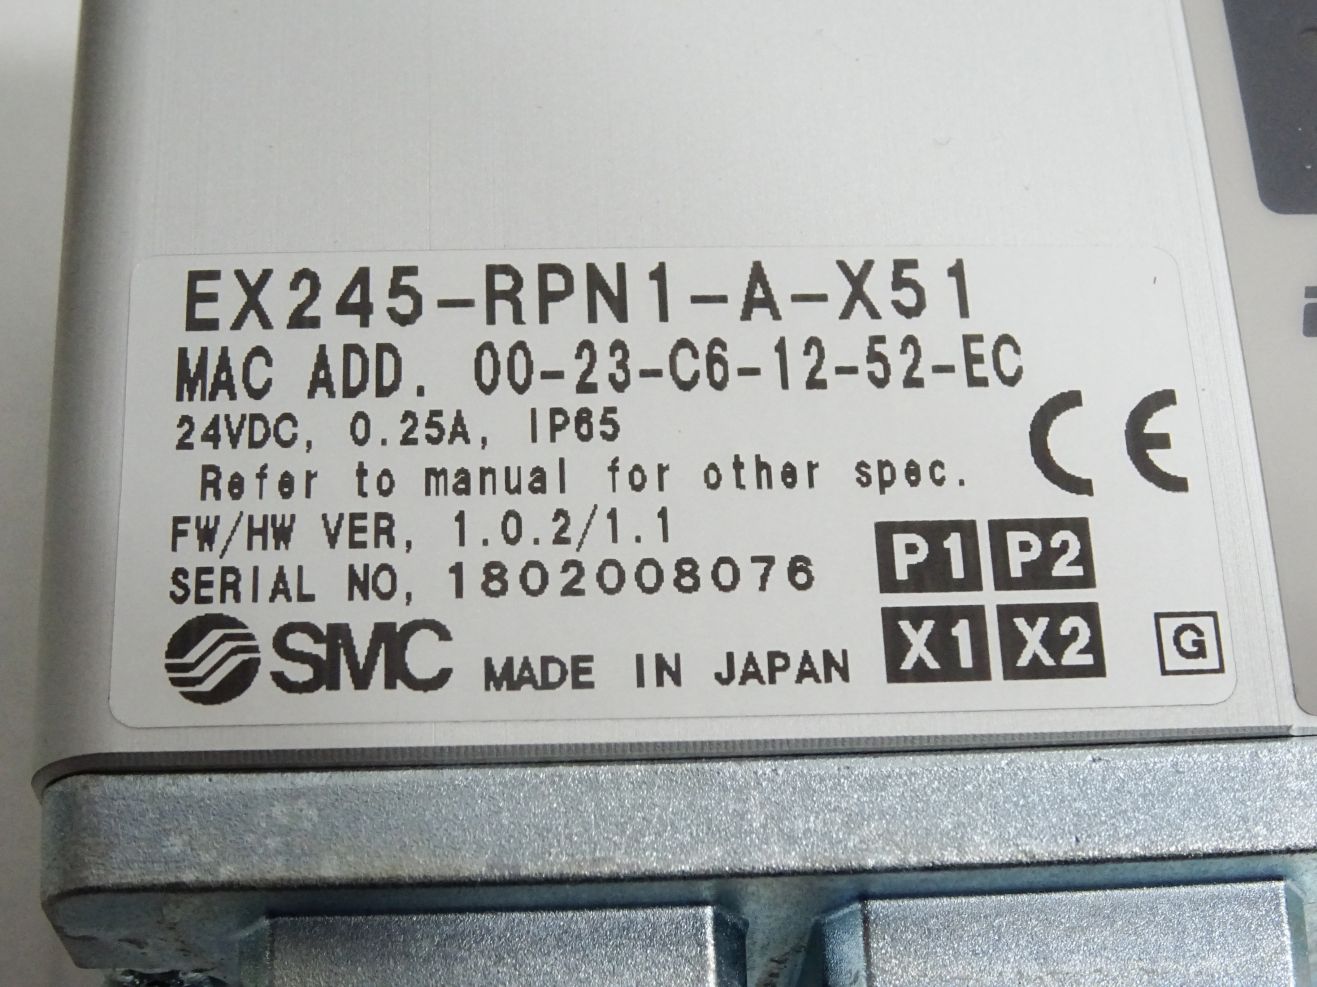 EX245-RPN1-A-X51
MAC ADD. 00-23-C6-12-52-EC
24VDC, 0.25A, IP65
Refer to manual for other spec.
CE
FW/HW VER, 1.0.2/1.1
SERIAL NO, 1802008076
P1 P2
X1 X2
SMC MADE IN JAPAN
G